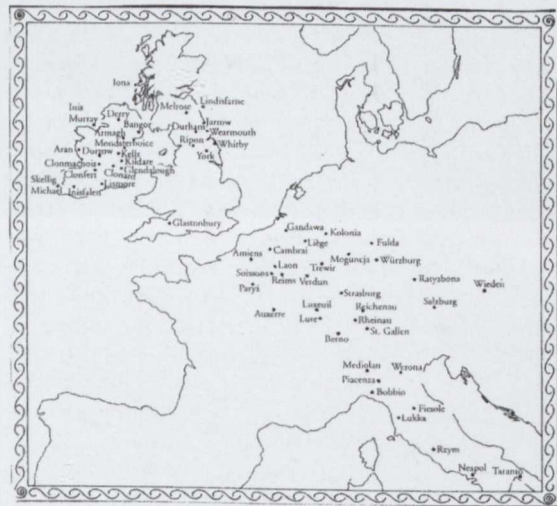 Iona
Lindisfarne
Melrose
Inis
Murray
Derry
Bangor
Durham
Jarrow
Wearmouth
Armagh
Ripon
Whitby
Monasterboice
York
Aran
Durrow
Kells
Kildare
Clonmacnois
Glendalough
Clonfert
Clonard
Skellig
Michael
Inisfalen
Lismore
Glastonbury
Gandawa
Kolonia
Liège
Fulda
Cambrai
Amiens
Moguncja
Würzburg
Laon
Trewir
Soissons
Reims
Verdun
Ratyzbona
Paryż
Wiedeń
Strasburg
Salzburg
Auxerre
Luxeuil
Reichenau
Lure
Rheinau
St. Gallen
Berno
Mediolan
Werona
Piacenza
Bobbio
Fiesole
Lukka
Rzym
Neapol
Tarano